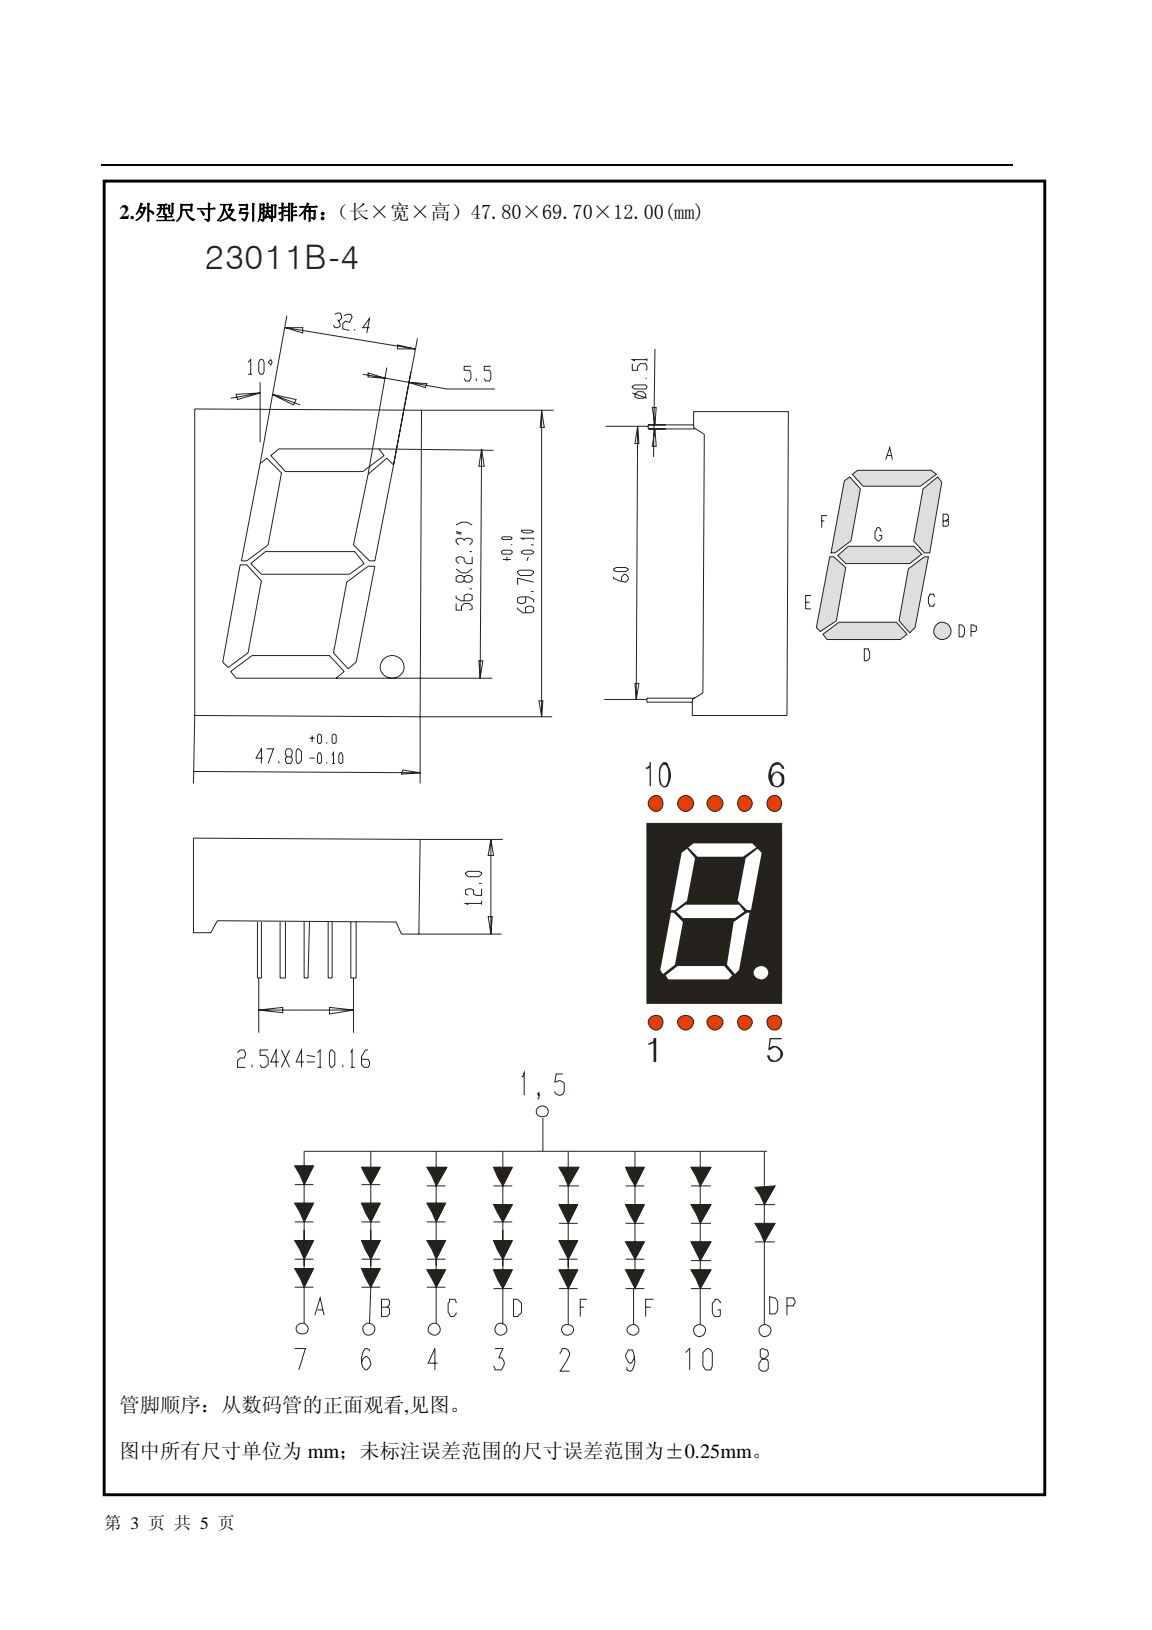 2.外型尺寸及引脚排布：（长×宽×高）47.80×69.70×12.00(mm)
23011B-4
32.4
10°
5.5
ø0.51
56.8(2.3")
+0.0
69.70 -0.10
60
A
F
B
G
E
C
DP
D
+0.0
47.80 -0.10
10 6
12.0
1 5
2.54X4=10.16
1,5
A B C D F F G DP
7 6 4 3 2 9 10 8
管脚顺序：从数码管的正面观看,见图。
图中所有尺寸单位为 mm；未标注误差范围的尺寸误差范围为±0.25mm。
第 3 页 共 5 页